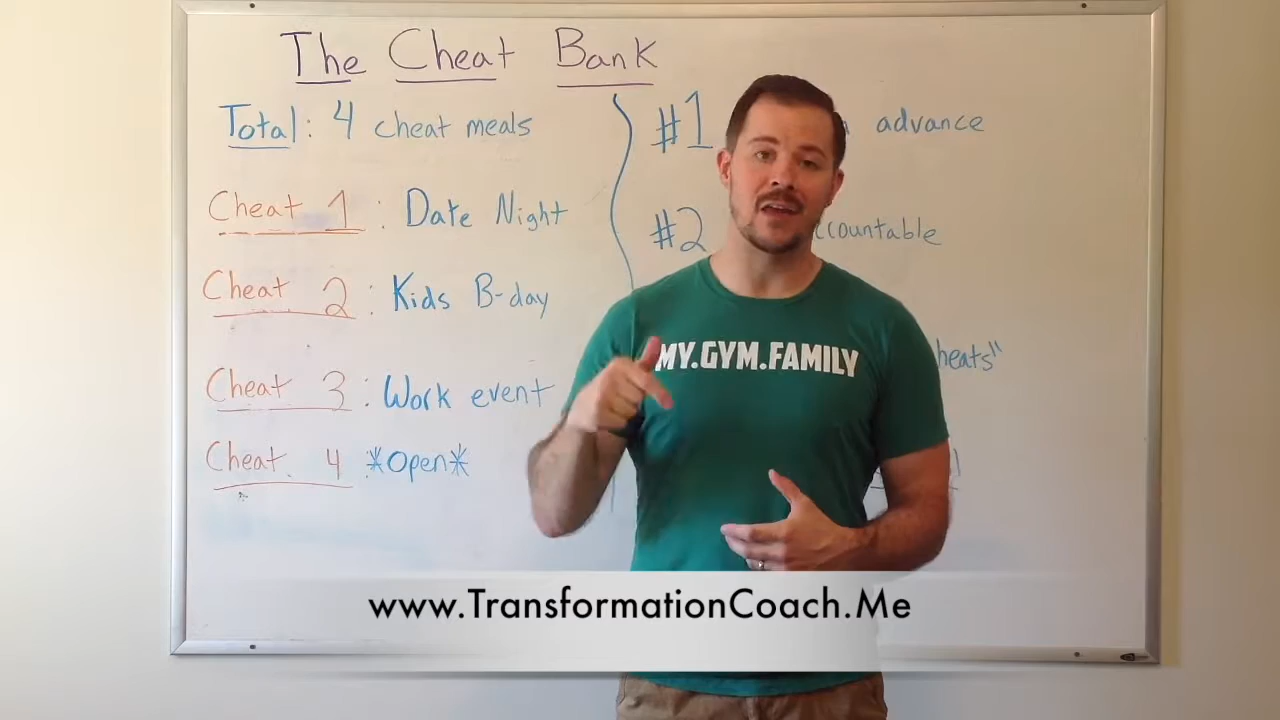 The Cheat Bank
Total: 4 cheat meals
Cheat 1 : Date Night
Cheat 2 : Kids B-day
Cheat 3 : Work event
Cheat 4 : *Open*
#1 advance
#2 ccountable
heats"
MY.GYM.FAMILY
www.TransformationCoach.Me